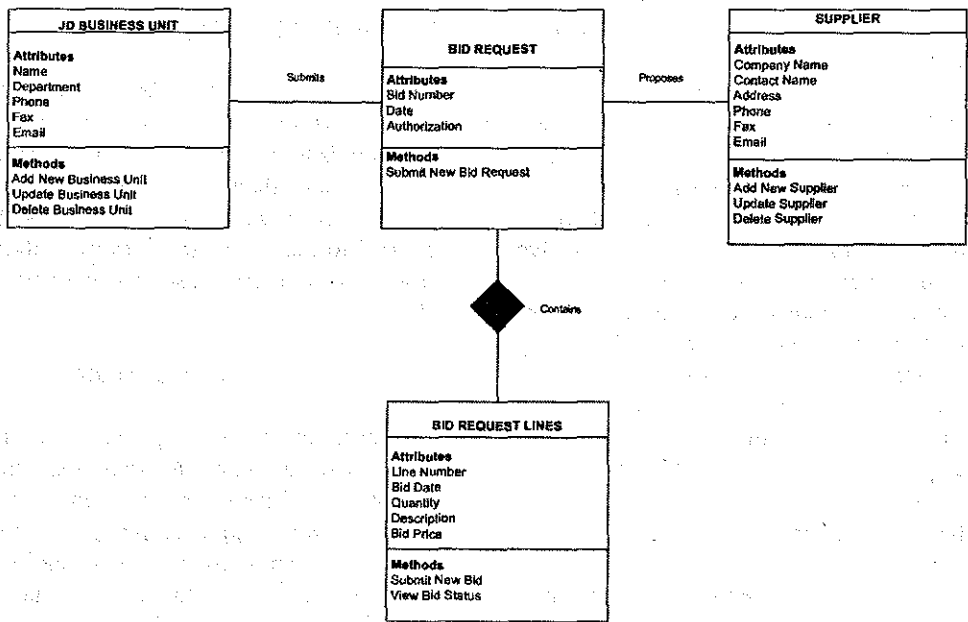 JD BUSINESS UNIT
Attributes
Name
Department
Phone
Fax
Email
Methods
Add New Business Unit
Update Business Unit
Delete Business Unit
Submits
BID REQUEST
Attributes
Bid Number
Date
Authorization
Methods
Submit New Bid Request
Proposes
SUPPLIER
Attributes
Company Name
Contact Name
Address
Phone
Fax
Email
Methods
Add New Supplier
Update Supplier
Delete Supplier
Contains
BID REQUEST LINES
Attributes
Line Number
Bid Date
Quantity
Description
Bid Price
Methods
Submit New Bid
View Bid Status